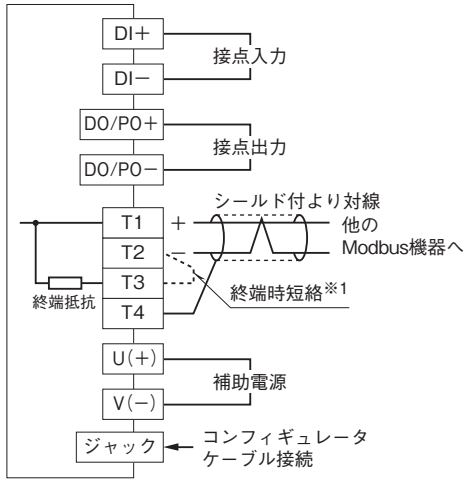 DI+
DI−
接点入力
DO/PO+
DO/PO−
接点出力
シールド付より対線
T1
+
他の
Modbus機器へ
T2
−
T3
終端抵抗
終端時短絡※1
T4
U(+)
V(−)
補助電源
ジャック
コンフィギュレータ
ケーブル接続